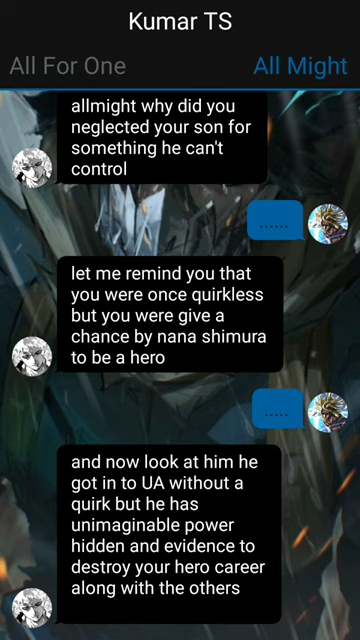 Kumar TS
All For One
All Might
allmight why did you
neglected your son for
something he can't
control
......
let me remind you that
you were once quirkless
but you were give a
chance by nana shimura
to be a hero
.....
and now look at him he
got in to UA without a
quirk but he has
unimaginable power
hidden and evidence to
destroy your hero career
along with the others